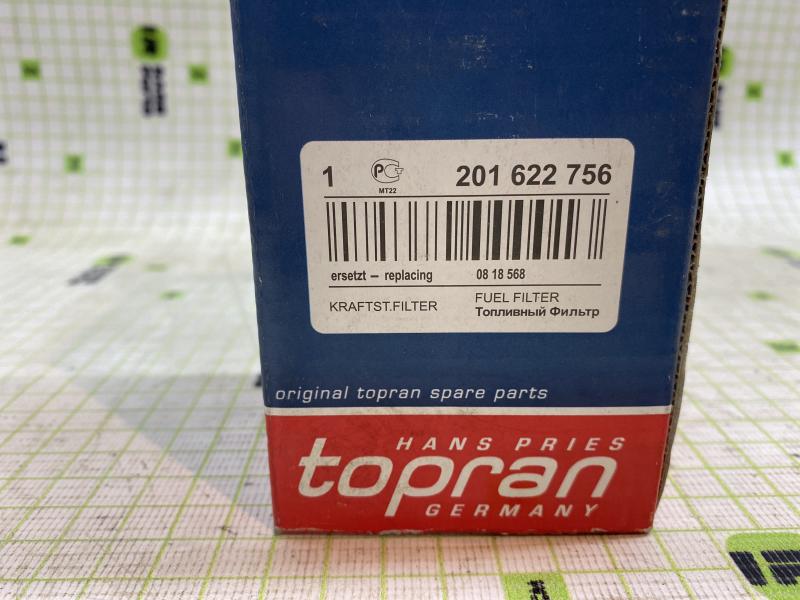 1 PCT 201 622 756
MT22
ersetzt – replacing 08 18 568
KRAFTST.FILTER FUEL FILTER
Топливный Фильтр
original topran spare parts
HANS PRIES
topran
GERMANY